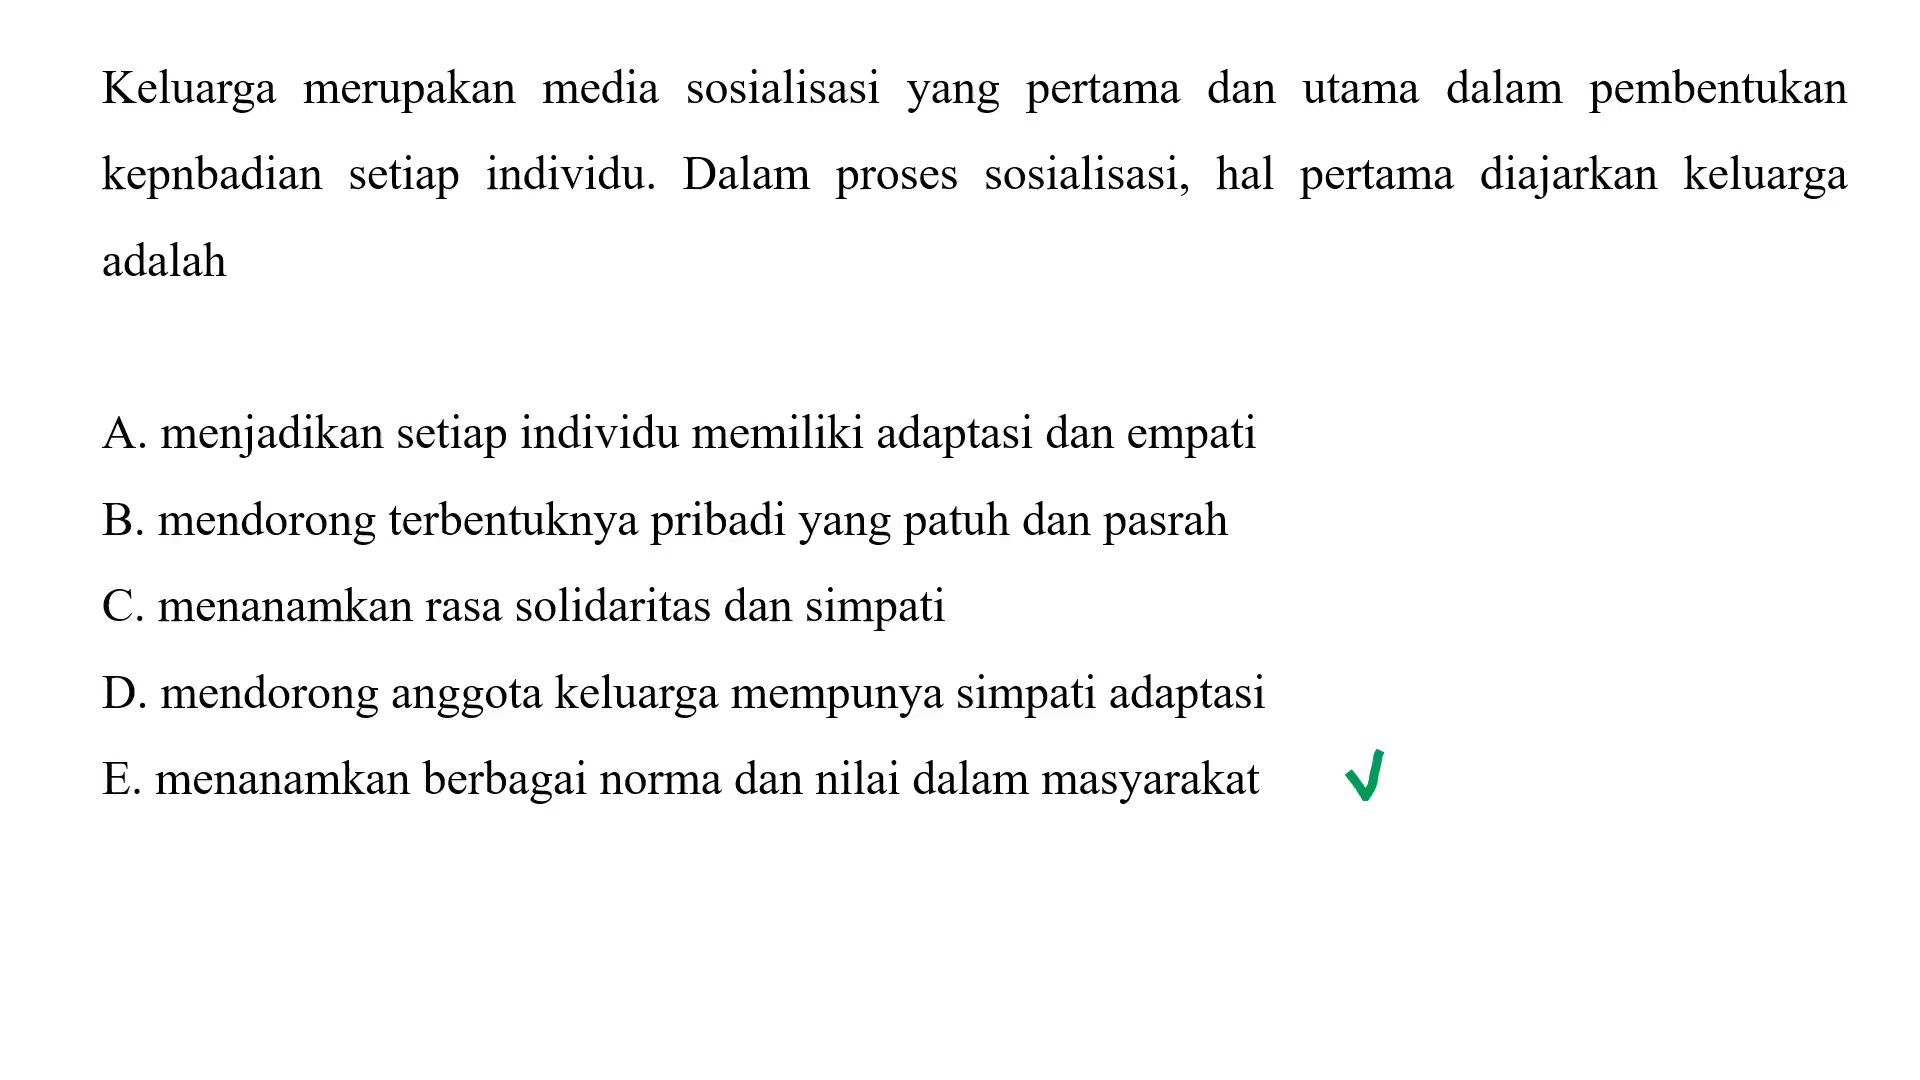 Keluarga merupakan media sosialisasi yang pertama dan utama dalam pembentukan
kepnbadian setiap individu. Dalam proses sosialisasi, hal pertama diajarkan keluarga
adalah
A. menjadikan setiap individu memiliki adaptasi dan empati
B. mendorong terbentuknya pribadi yang patuh dan pasrah
C. menanamkan rasa solidaritas dan simpati
D. mendorong anggota keluarga mempunya simpati adaptasi
E. menanamkan berbagai norma dan nilai dalam masyarakat